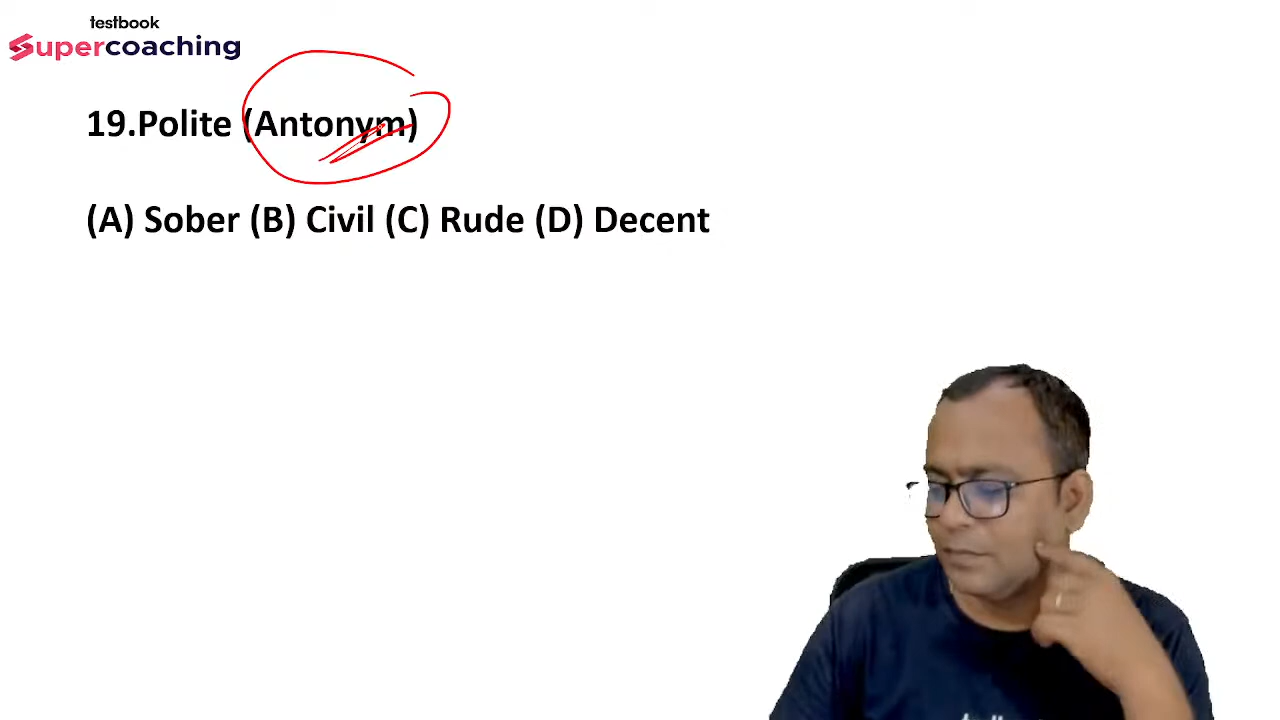 testbook
Supercoaching
19.Polite (Antonym)
(A) Sober (B) Civil (C) Rude (D) Decent